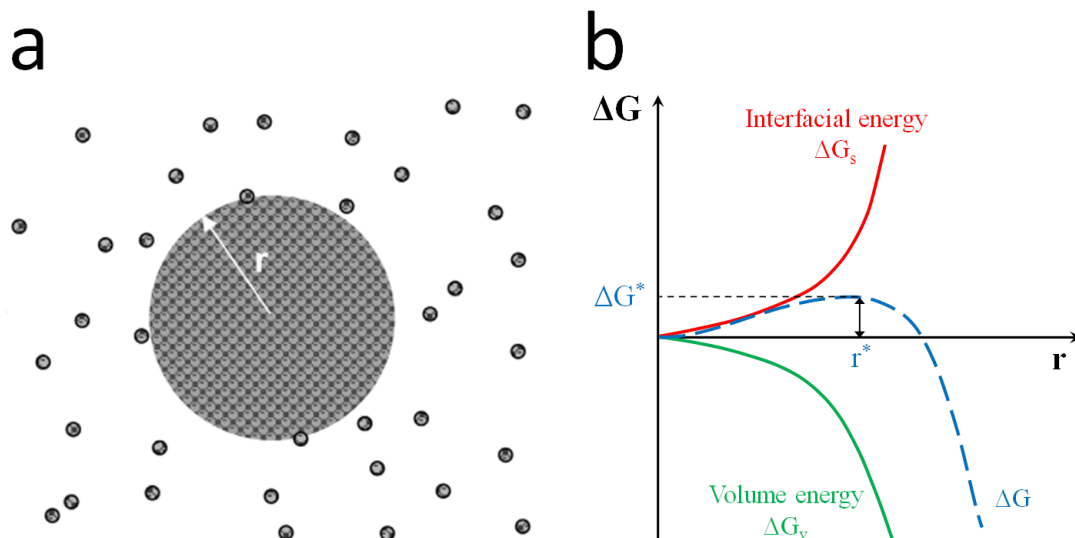 a
r
b
ΔG
Interfacial energy
ΔGs
ΔG*
r*
r
Volume energy
ΔGv
ΔG